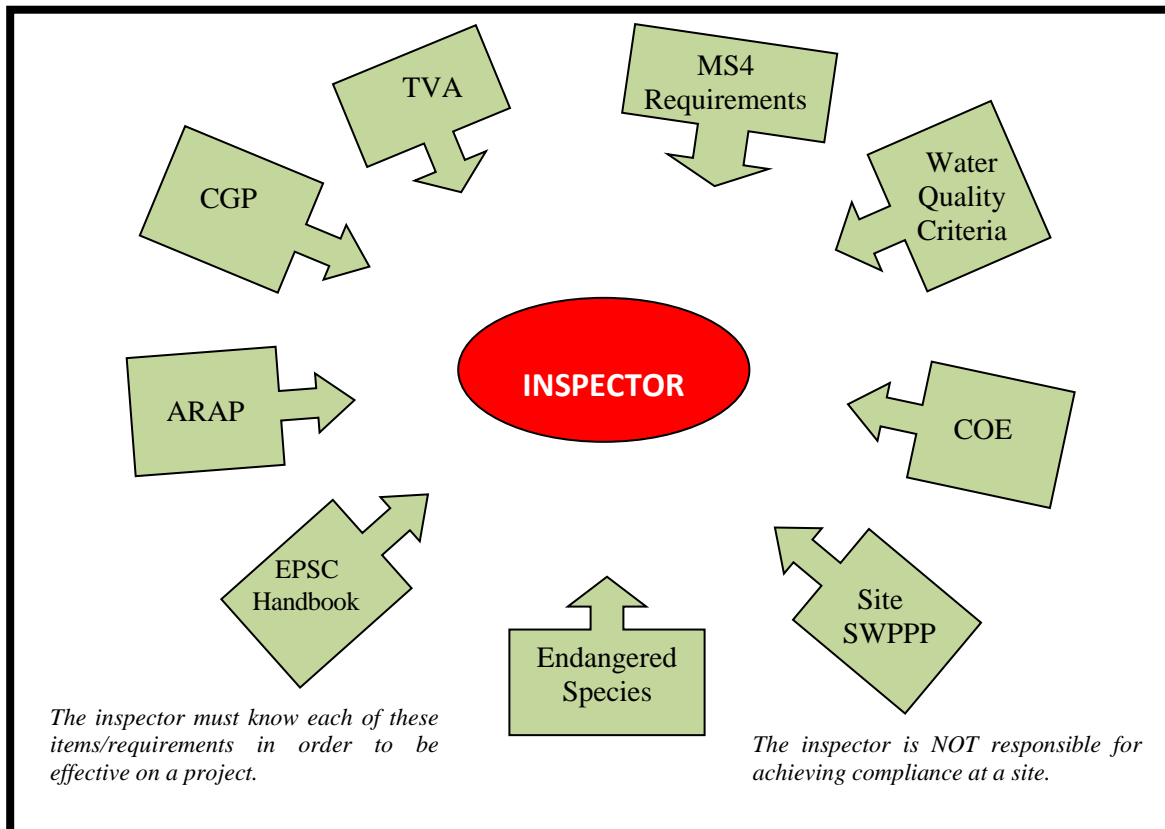 TVA
MS4
Requirements
CGP
Water
Quality
Criteria
INSPECTOR
ARAP
COE
EPSC
Handbook
Site
SWPPP
Endangered
Species
The inspector must know each of these
items/requirements in order to be
effective on a project.
The inspector is NOT responsible for
achieving compliance at a site.